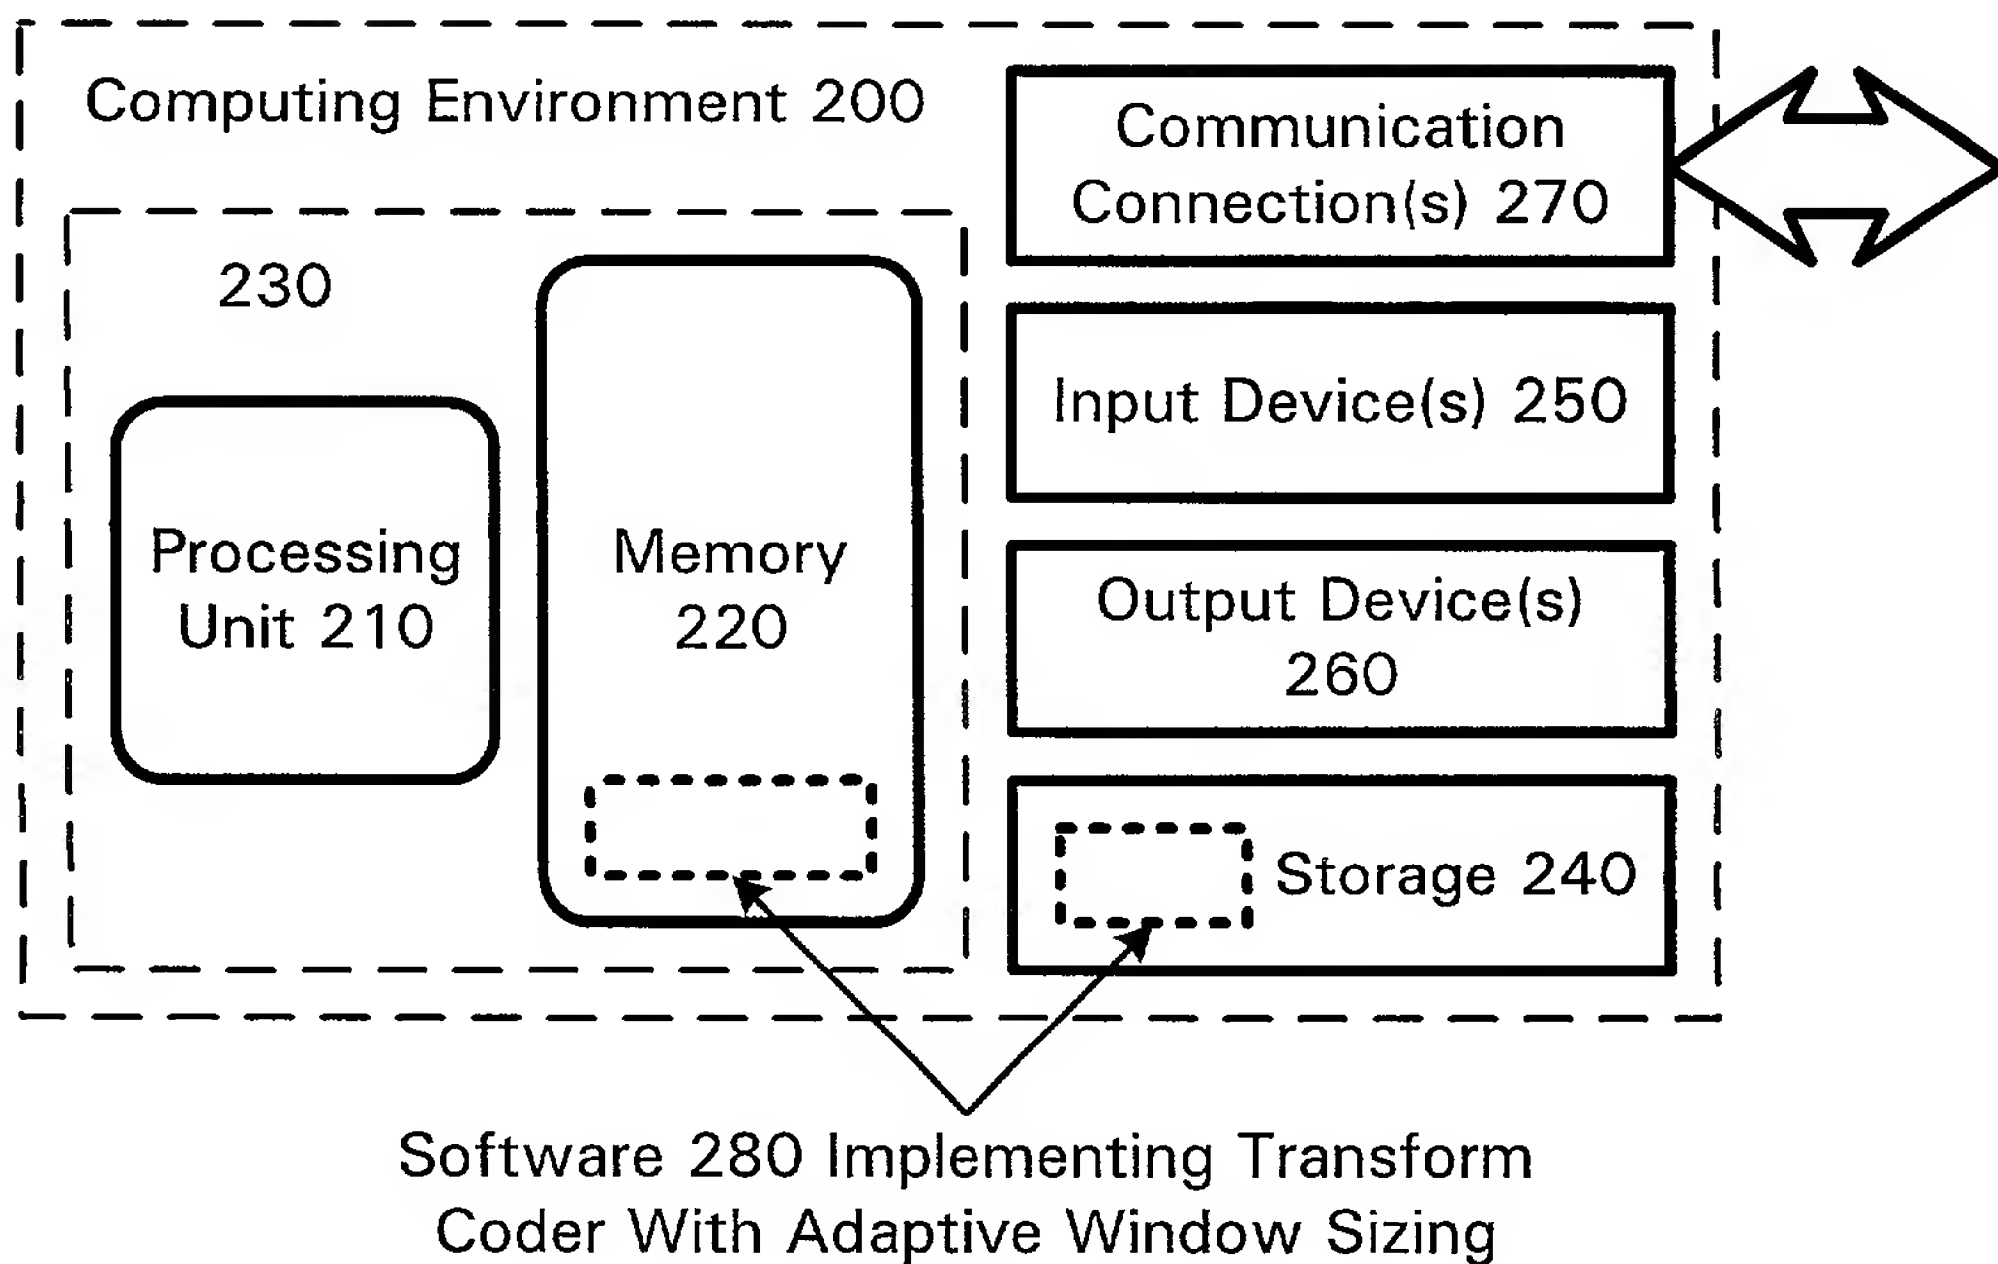 Computing Environment 200
Communication
Connection(s) 270
230
Input Device(s) 250
Processing
Unit 210
Memory
220
Output Device(s)
260
Storage 240
Software 280 Implementing Transform
Coder With Adaptive Window Sizing